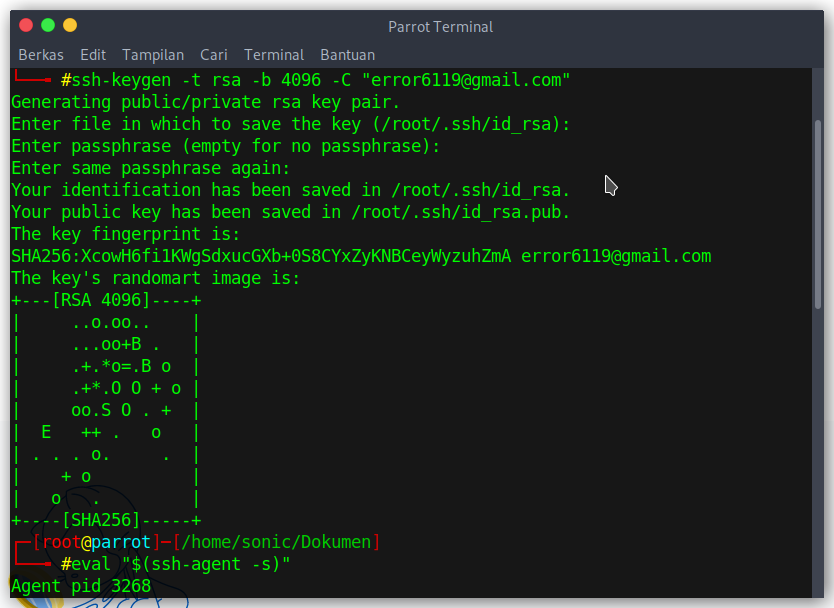 Parrot Terminal
Berkas Edit Tampilan Cari Terminal Bantuan
#ssh-keygen -t rsa -b 4096 -C "error6119@gmail.com"
Generating public/private rsa key pair.
Enter file in which to save the key (/root/.ssh/id_rsa):
Enter passphrase (empty for no passphrase):
Enter same passphrase again:
Your identification has been saved in /root/.ssh/id_rsa.
Your public key has been saved in /root/.ssh/id_rsa.pub.
The key fingerprint is:
SHA256:XcowH6fi1KWgSdxucGXb+0S8CYxZyKNBCeyWyzuhZmA error6119@gmail.com
The key's randomart image is:
+---[RSA 4096]----+
|     ..o.oo..    |
|     ...oo+B .   |
|     .+.*o=.B o  |
|     .+*.O O + o |
|     oo.S O . +  |
|  E   ++ .   o   |
| . . . o.     .  |
|    + o          |
|   o   .         |
+----[SHA256]-----+
┌─[root@parrot]─[/home/sonic/Dokumen]
└──╼ #eval "$(ssh-agent -s)"
Agent pid 3268